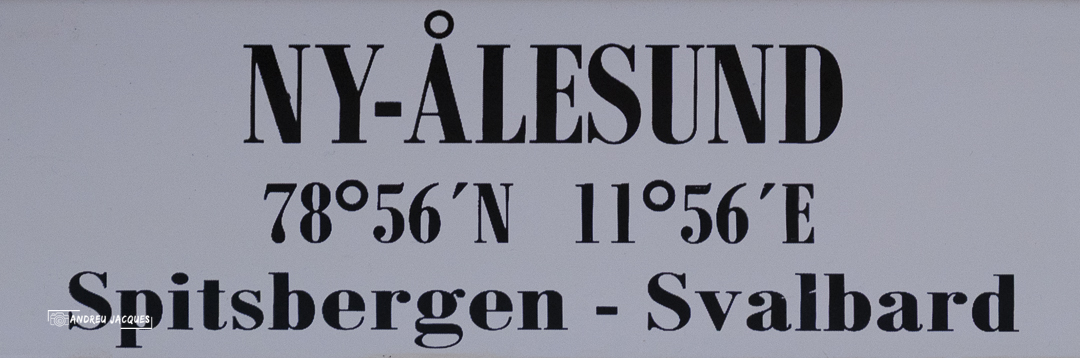 NY-ÅLESUND
78°56´N 11°56´E
Spitsbergen - Svalbard
ANDREU JACQUES